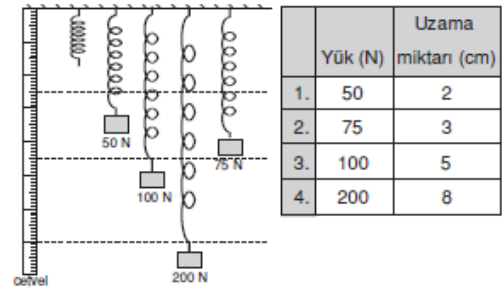 50 N
100 N
200 N
75 N
cetvel
Yük (N) Uzama miktarı (cm)
1. 50 2
2. 75 3
3. 100 5
4. 200 8